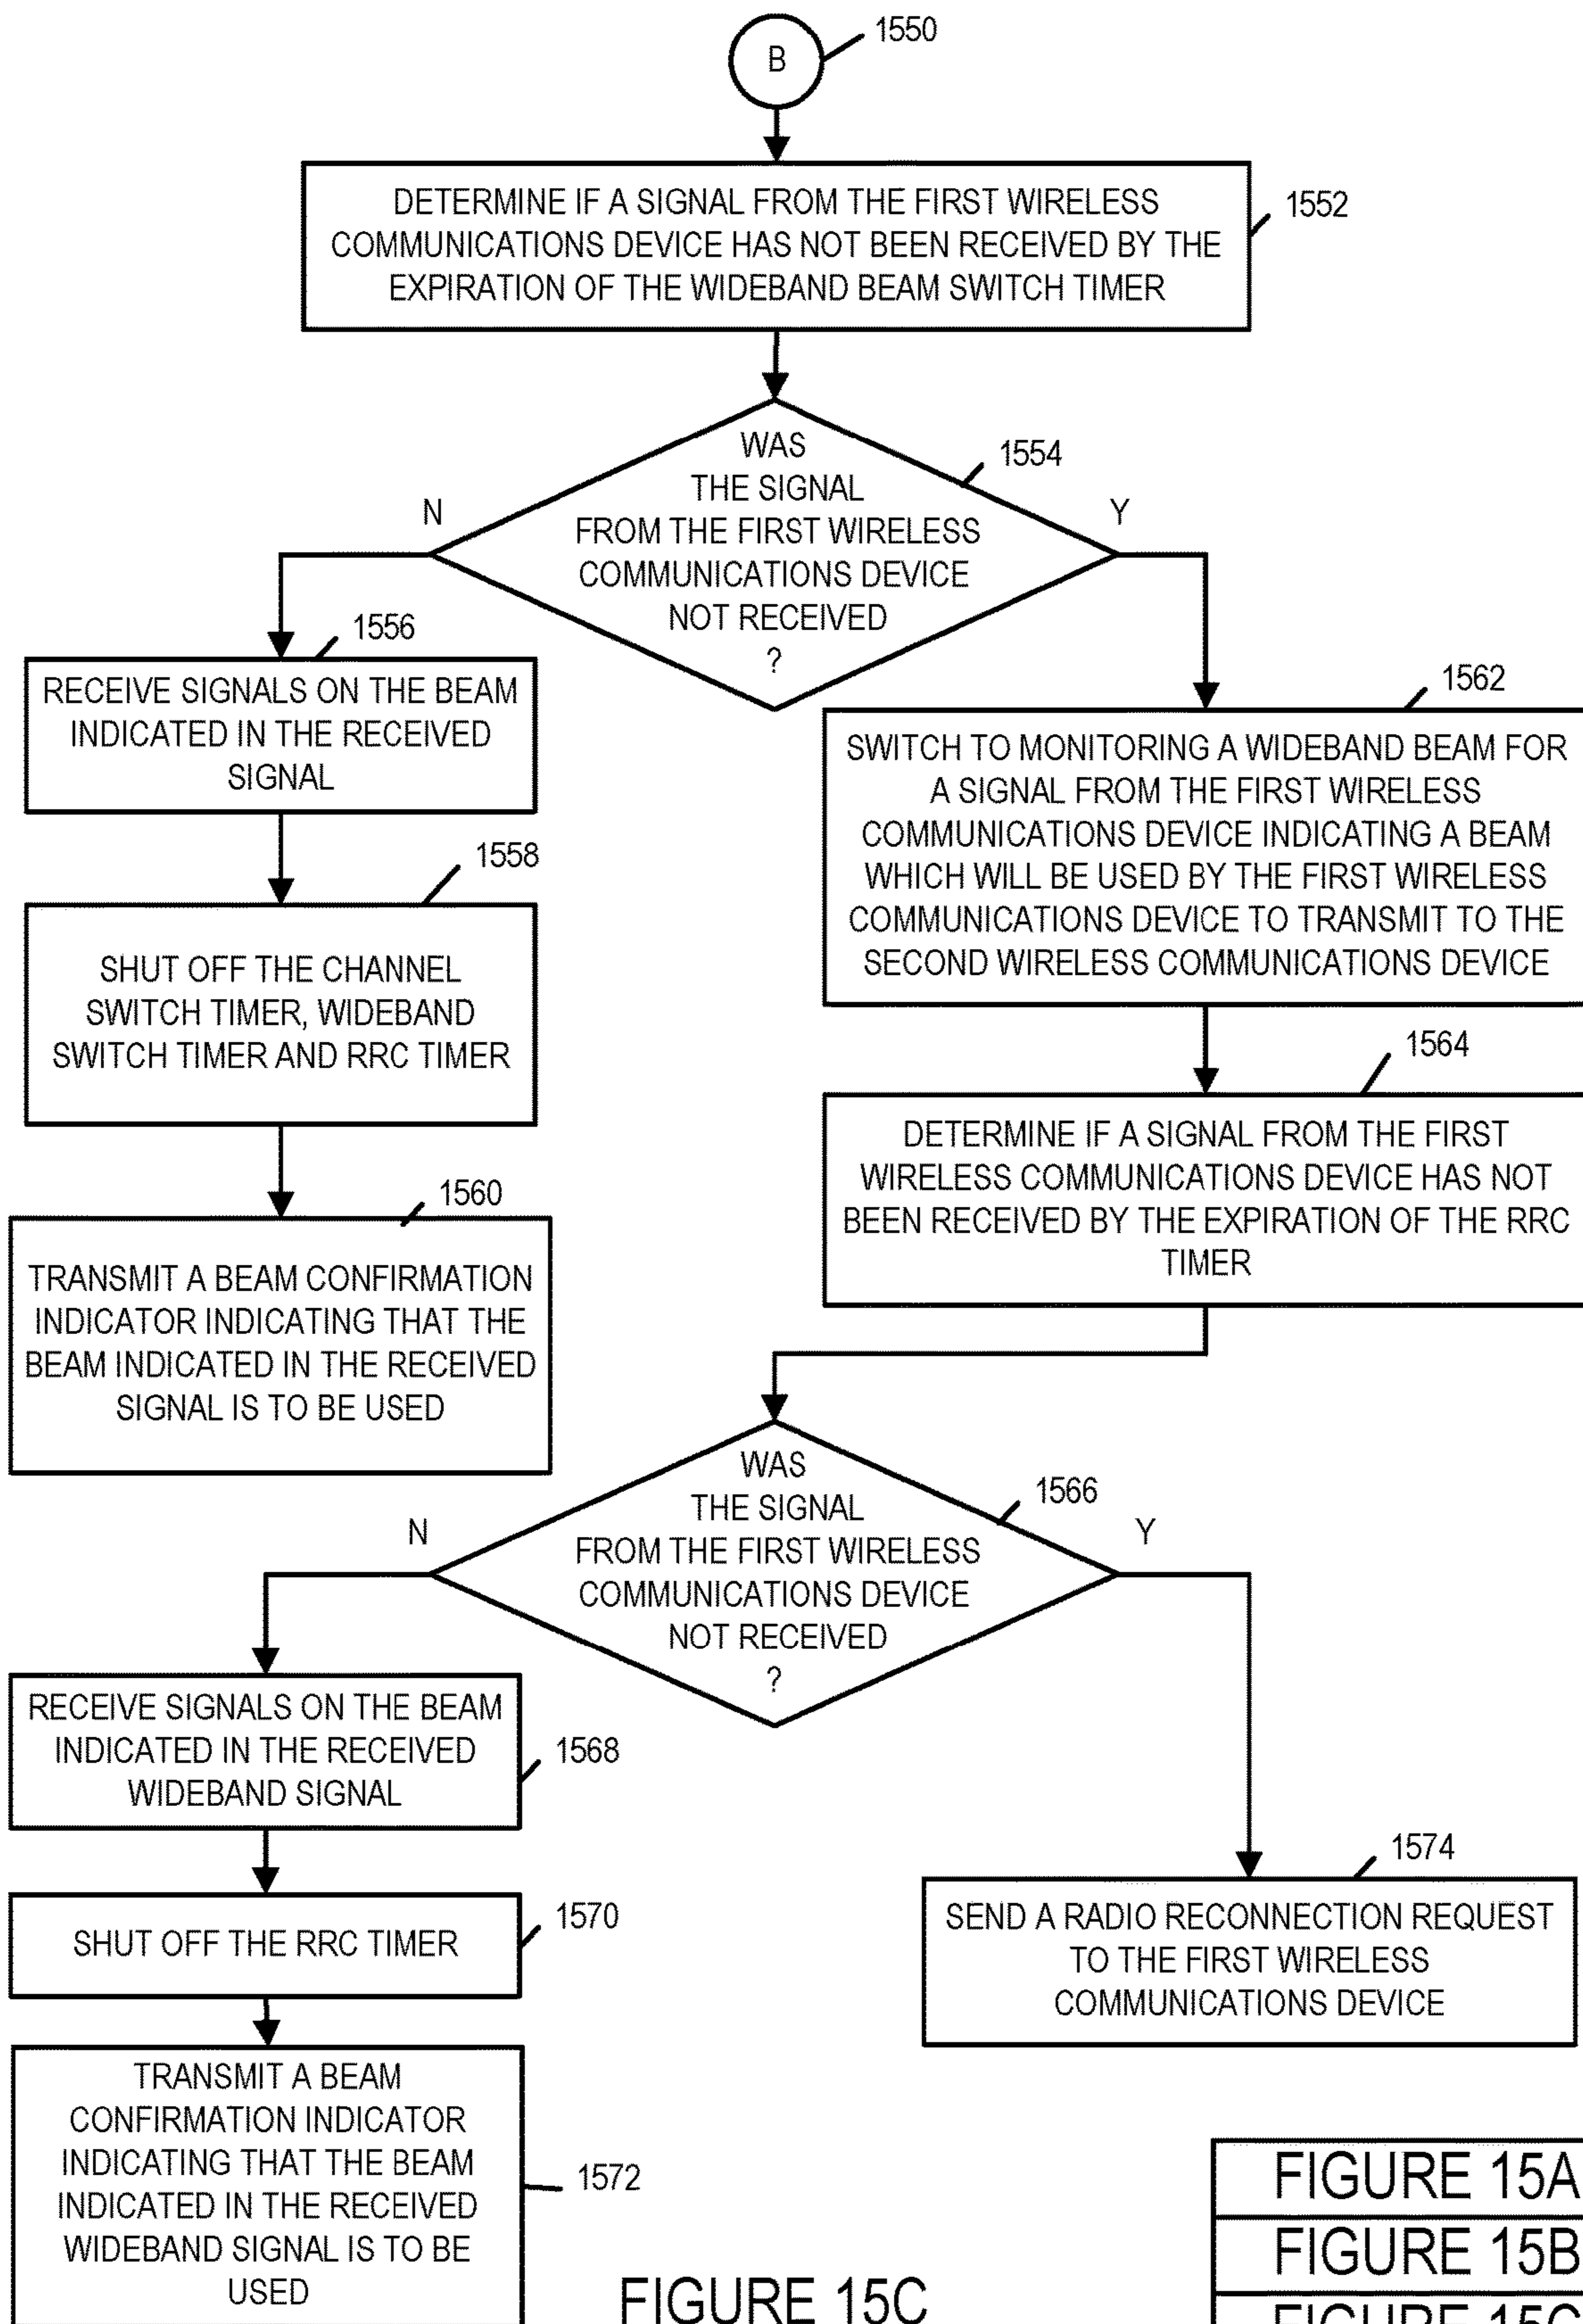 B
1550
DETERMINE IF A SIGNAL FROM THE FIRST WIRELESS
COMMUNICATIONS DEVICE HAS NOT BEEN RECEIVED BY THE
EXPIRATION OF THE WIDEBAND BEAM SWITCH TIMER
1552
WAS
THE SIGNAL
FROM THE FIRST WIRELESS
COMMUNICATIONS DEVICE
NOT RECEIVED
?
1554
N
Y
1556
RECEIVE SIGNALS ON THE BEAM
INDICATED IN THE RECEIVED
SIGNAL
1558
SHUT OFF THE CHANNEL
SWITCH TIMER, WIDEBAND
SWITCH TIMER AND RRC TIMER
1560
TRANSMIT A BEAM CONFIRMATION
INDICATOR INDICATING THAT THE
BEAM INDICATED IN THE RECEIVED
SIGNAL IS TO BE USED
1562
SWITCH TO MONITORING A WIDEBAND BEAM FOR
A SIGNAL FROM THE FIRST WIRELESS
COMMUNICATIONS DEVICE INDICATING A BEAM
WHICH WILL BE USED BY THE FIRST WIRELESS
COMMUNICATIONS DEVICE TO TRANSMIT TO THE
SECOND WIRELESS COMMUNICATIONS DEVICE
1564
DETERMINE IF A SIGNAL FROM THE FIRST
WIRELESS COMMUNICATIONS DEVICE HAS NOT
BEEN RECEIVED BY THE EXPIRATION OF THE RRC
TIMER
WAS
THE SIGNAL
FROM THE FIRST WIRELESS
COMMUNICATIONS DEVICE
NOT RECEIVED
?
1566
N
Y
RECEIVE SIGNALS ON THE BEAM
INDICATED IN THE RECEIVED
WIDEBAND SIGNAL
1568
SHUT OFF THE RRC TIMER
1570
TRANSMIT A BEAM
CONFIRMATION INDICATOR
INDICATING THAT THE BEAM
INDICATED IN THE RECEIVED
WIDEBAND SIGNAL IS TO BE
USED
1572
1574
SEND A RADIO RECONNECTION REQUEST
TO THE FIRST WIRELESS
COMMUNICATIONS DEVICE
FIGURE 15C
FIGURE 15A
FIGURE 15B
FIGURE 15C